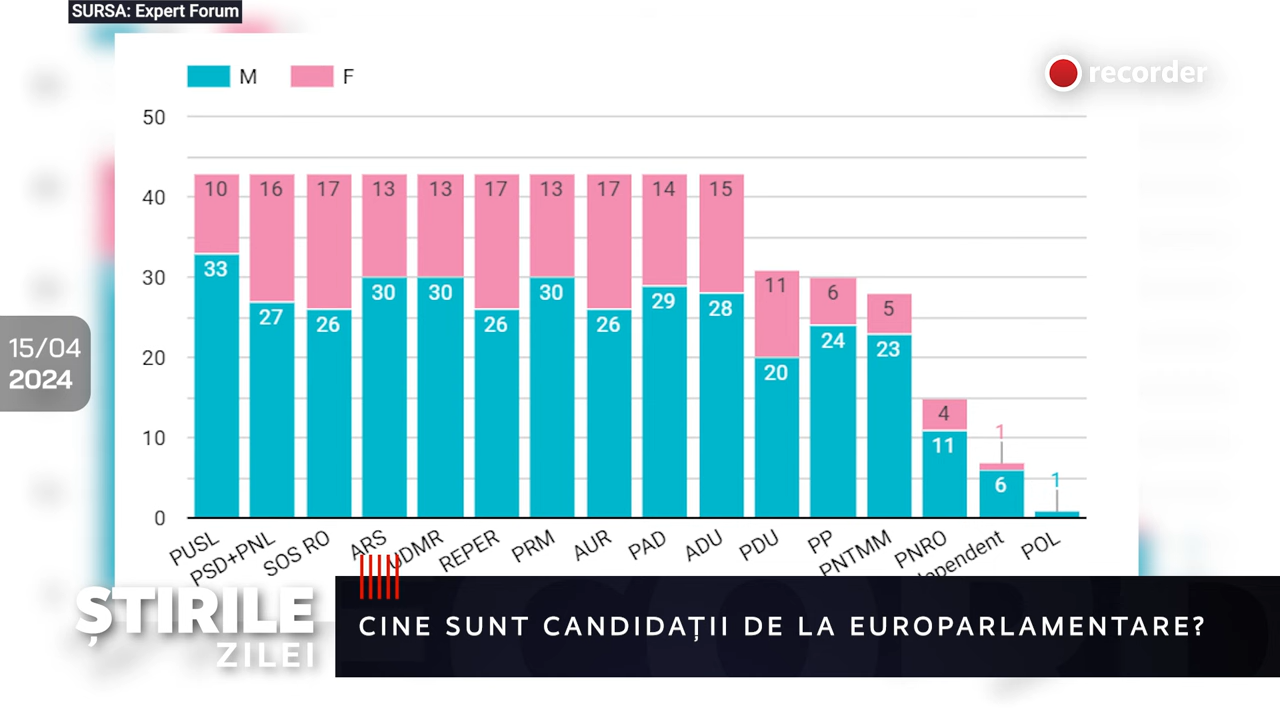 SURSA: Expert Forum
recorder
M F
50
40
30
20
10
0
10 16 17 13 13 17 13 17 14 15 11 6 5 4 1 1
33 27 26 30 30 26 30 26 29 28 20 24 23 11 6
PUSL PSD+PNL SOS RO ARS UDMR REPER PRM AUR PAD ADU PDU PP PNTMM PNRO POL
15/04
2024
ȘTIRILE
ZILEI
CINE SUNT CANDIDAȚII DE LA EUROPARLAMENTARE?